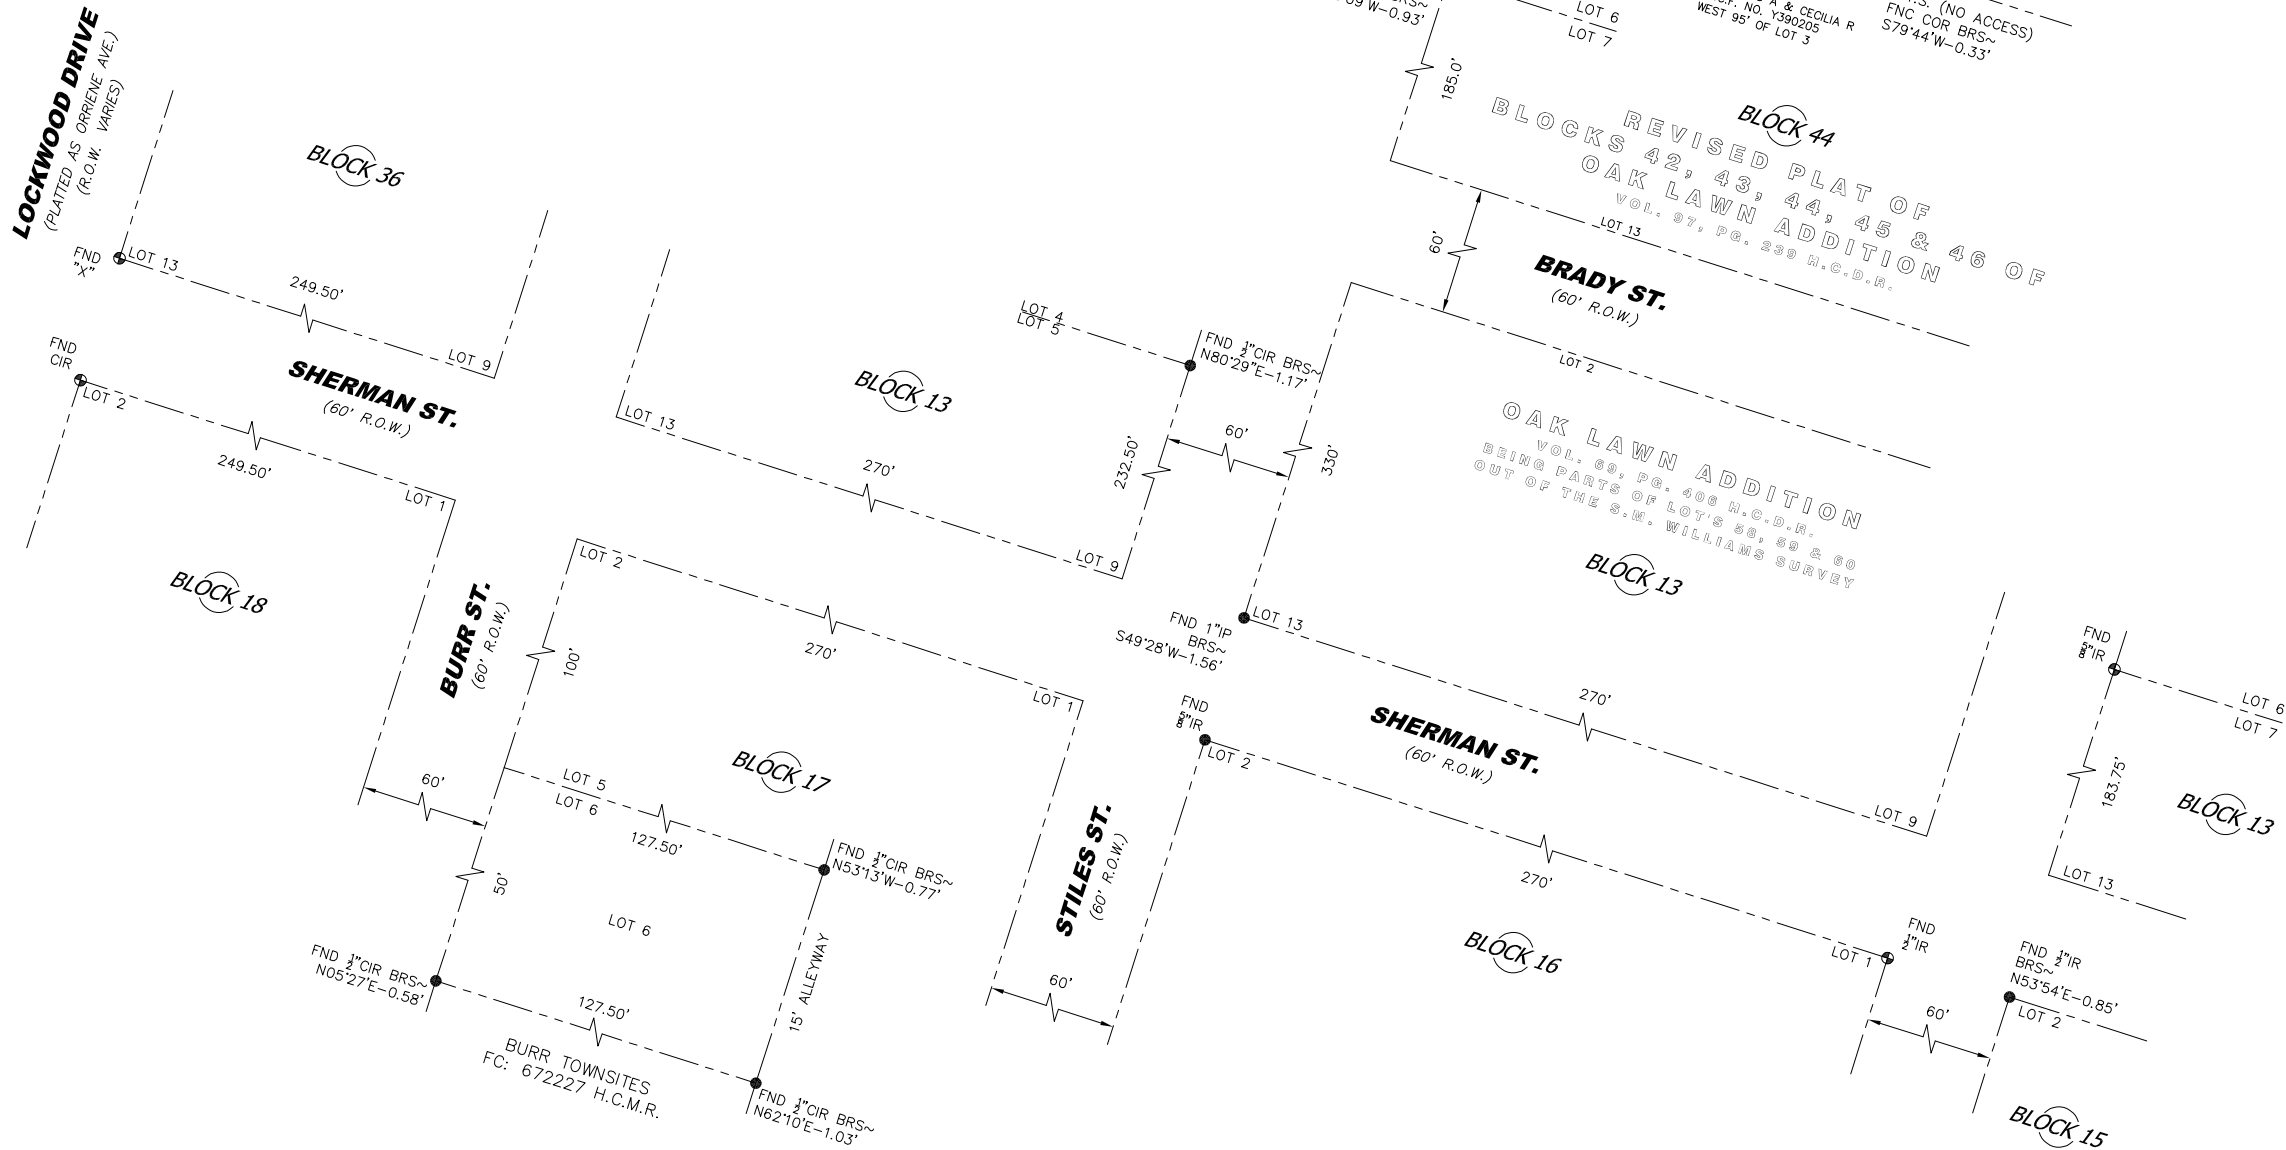 LOCKWOOD DRIVE
(PLATTED AS ORRIENE AVE.)
(R.O.W. VARIES)
W-0.93'
LOT 6
LOT 7
A & CECILIA R
NO. Y390205
WEST 95' OF LOT 3
(NO ACCESS)
FNC COR BRS~
S79°44'W-0.33'
185.0'
BLOCK 44
REVISED PLAT OF
BLOCKS 42, 43, 44, 45 & 46 OF
OAK LAWN ADDITION
VOL. 97, PG. 239 H.C.D.R.
LOT 13
BLOCK 36
FND
"X"
LOT 13
249.50'
LOT 9
60'
BRADY ST.
(60' R.O.W.)
LOT 2
FND
CIR
LOT 2
SHERMAN ST.
(60' R.O.W.)
249.50'
LOT 1
LOT 4
LOT 5
FND 1/2"CIR BRS~
N80°29"E-1.17'
BLOCK 13
LOT 13
270'
232.50'
60'
330'
LOT 9
OAK LAWN ADDITION
VOL. 69, PG. 406 H.C.D.R.
BEING PARTS OF LOT'S 58, 59 & 60
OUT OF THE S.M. WILLIAMS SURVEY
BLOCK 13
BLOCK 18
BURR ST.
(60' R.O.W.)
LOT 2
100'
270'
LOT 1
FND 1"IP
BRS~
S49°28'W-1.56'
LOT 13
270'
LOT 9
FND
5/8"IR
LOT 6
LOT 7
183.75'
BLOCK 13
LOT 13
FND
5/8"IR
LOT 2
SHERMAN ST.
(60' R.O.W.)
270'
LOT 1
BLOCK 17
60'
LOT 5
LOT 6
127.50'
FND 1/2"CIR BRS~
N53°13'W-0.77'
50'
LOT 6
15' ALLEYWAY
STILES ST.
(60' R.O.W.)
60'
BLOCK 16
FND
1/2"IR
FND 1/2"IR
BRS~
N53°54'E-0.85'
LOT 2
60'
FND 1/2"CIR BRS~
N05°27'E-0.58'
127.50'
BURR TOWNSITES
FC: 672227 H.C.M.R.
FND 1/2"CIR BRS~
N62°10'E-1.03'
BLOCK 15